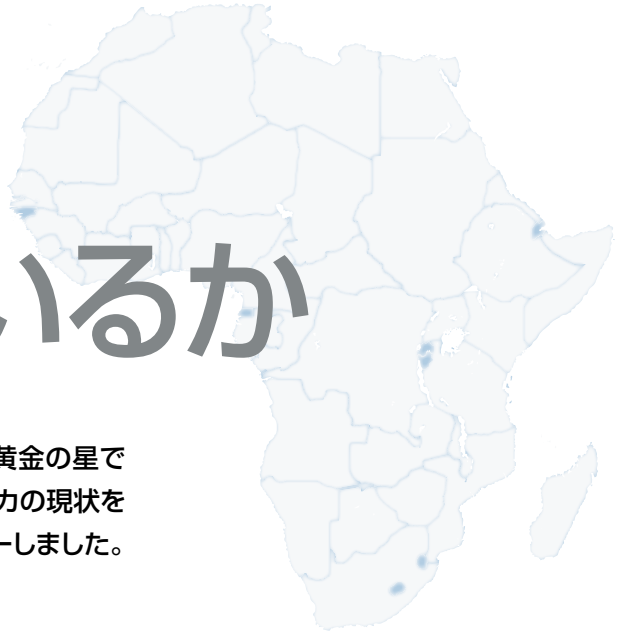 いるか
黄金の星で
カの現状を
ーしました。